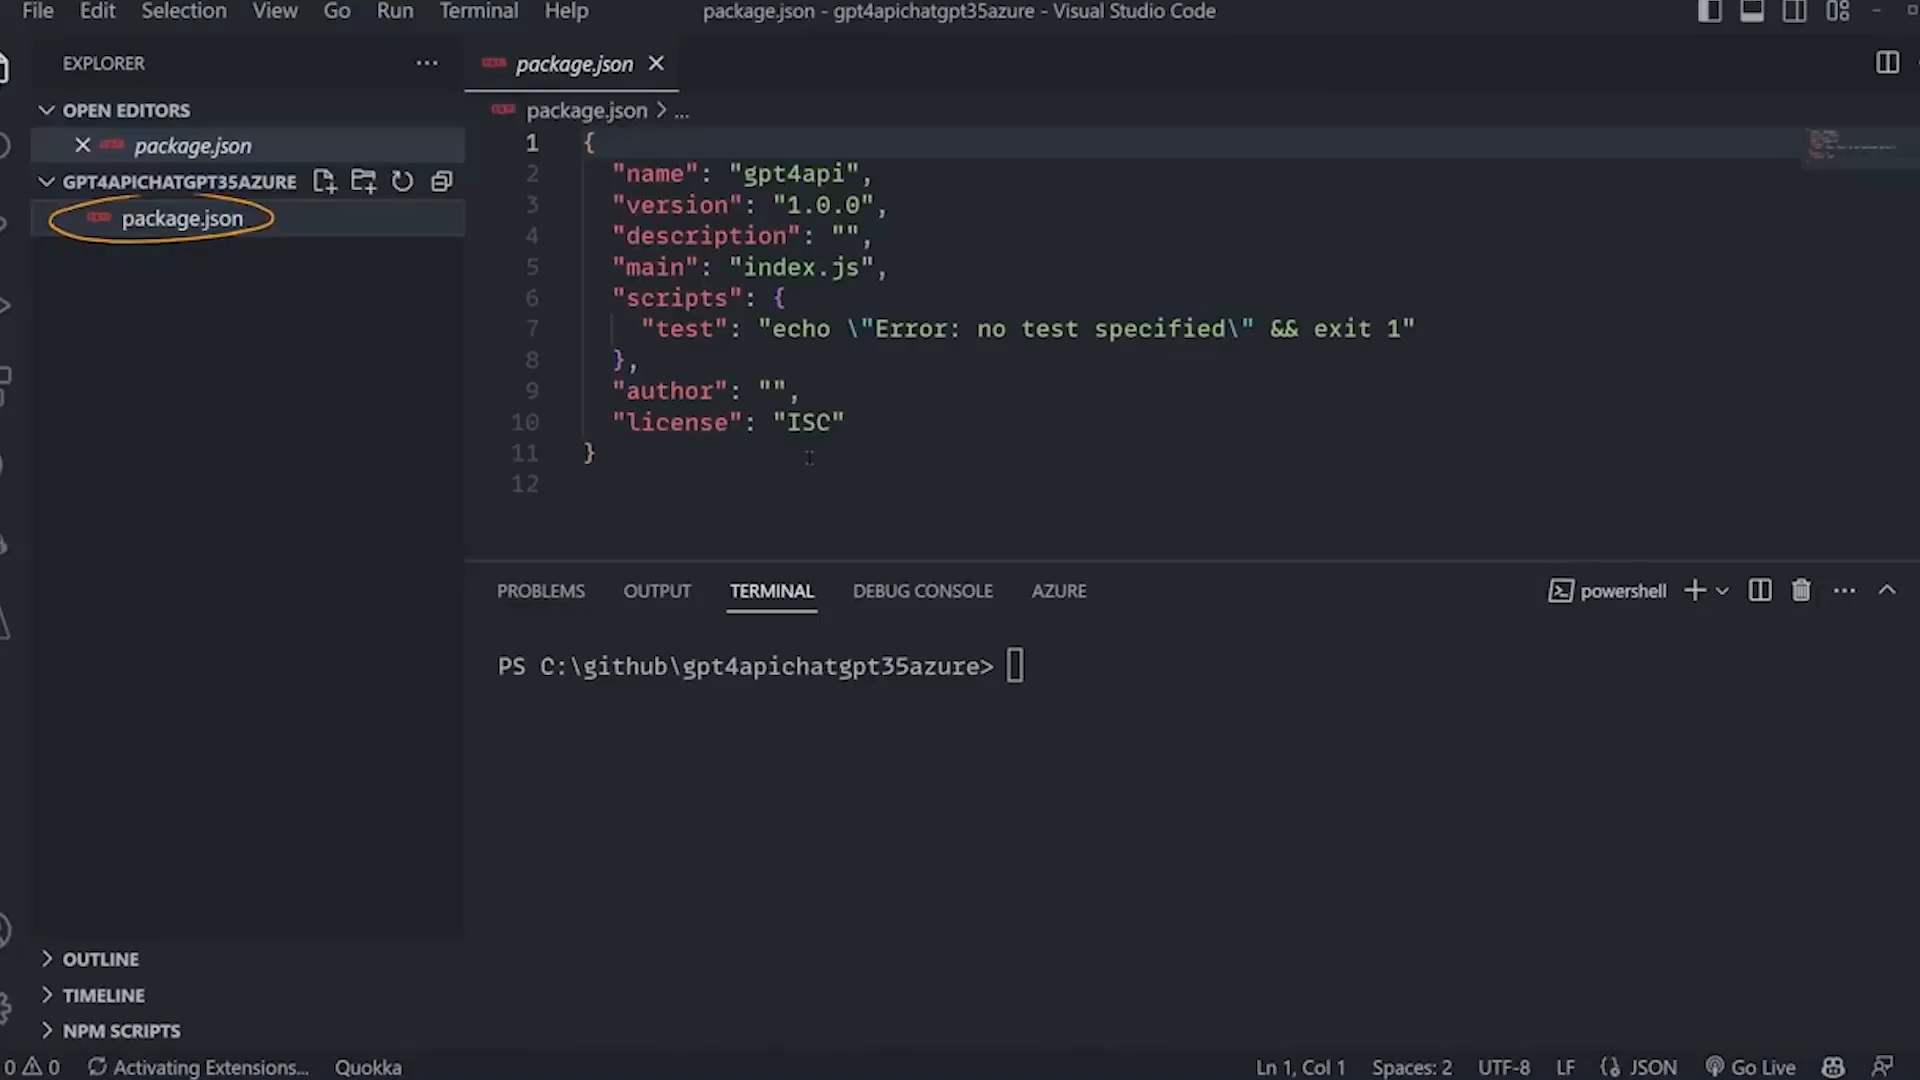 File Edit Selection View Go Run Terminal Help
package.json - gpt4apichatgpt35azure - Visual Studio Code
EXPLORER
package.json
OPEN EDITORS
package.json
GPT4APICHATGPT35AZURE
package.json
package.json > ...
1 {
2 "name": "gpt4api",
3 "version": "1.0.0",
4 "description": "",
5 "main": "index.js",
6 "scripts": {
7 "test": "echo \"Error: no test specified\" && exit 1"
8 },
9 "author": "",
10 "license": "ISC"
11 }
12
PROBLEMS OUTPUT TERMINAL DEBUG CONSOLE AZURE
powershell
PS C:\github\gpt4apichatgpt35azure>
OUTLINE
TIMELINE
NPM SCRIPTS
0 0 Activating Extensions... Quokka
Ln 1, Col 1 Spaces: 2 UTF-8 LF JSON Go Live